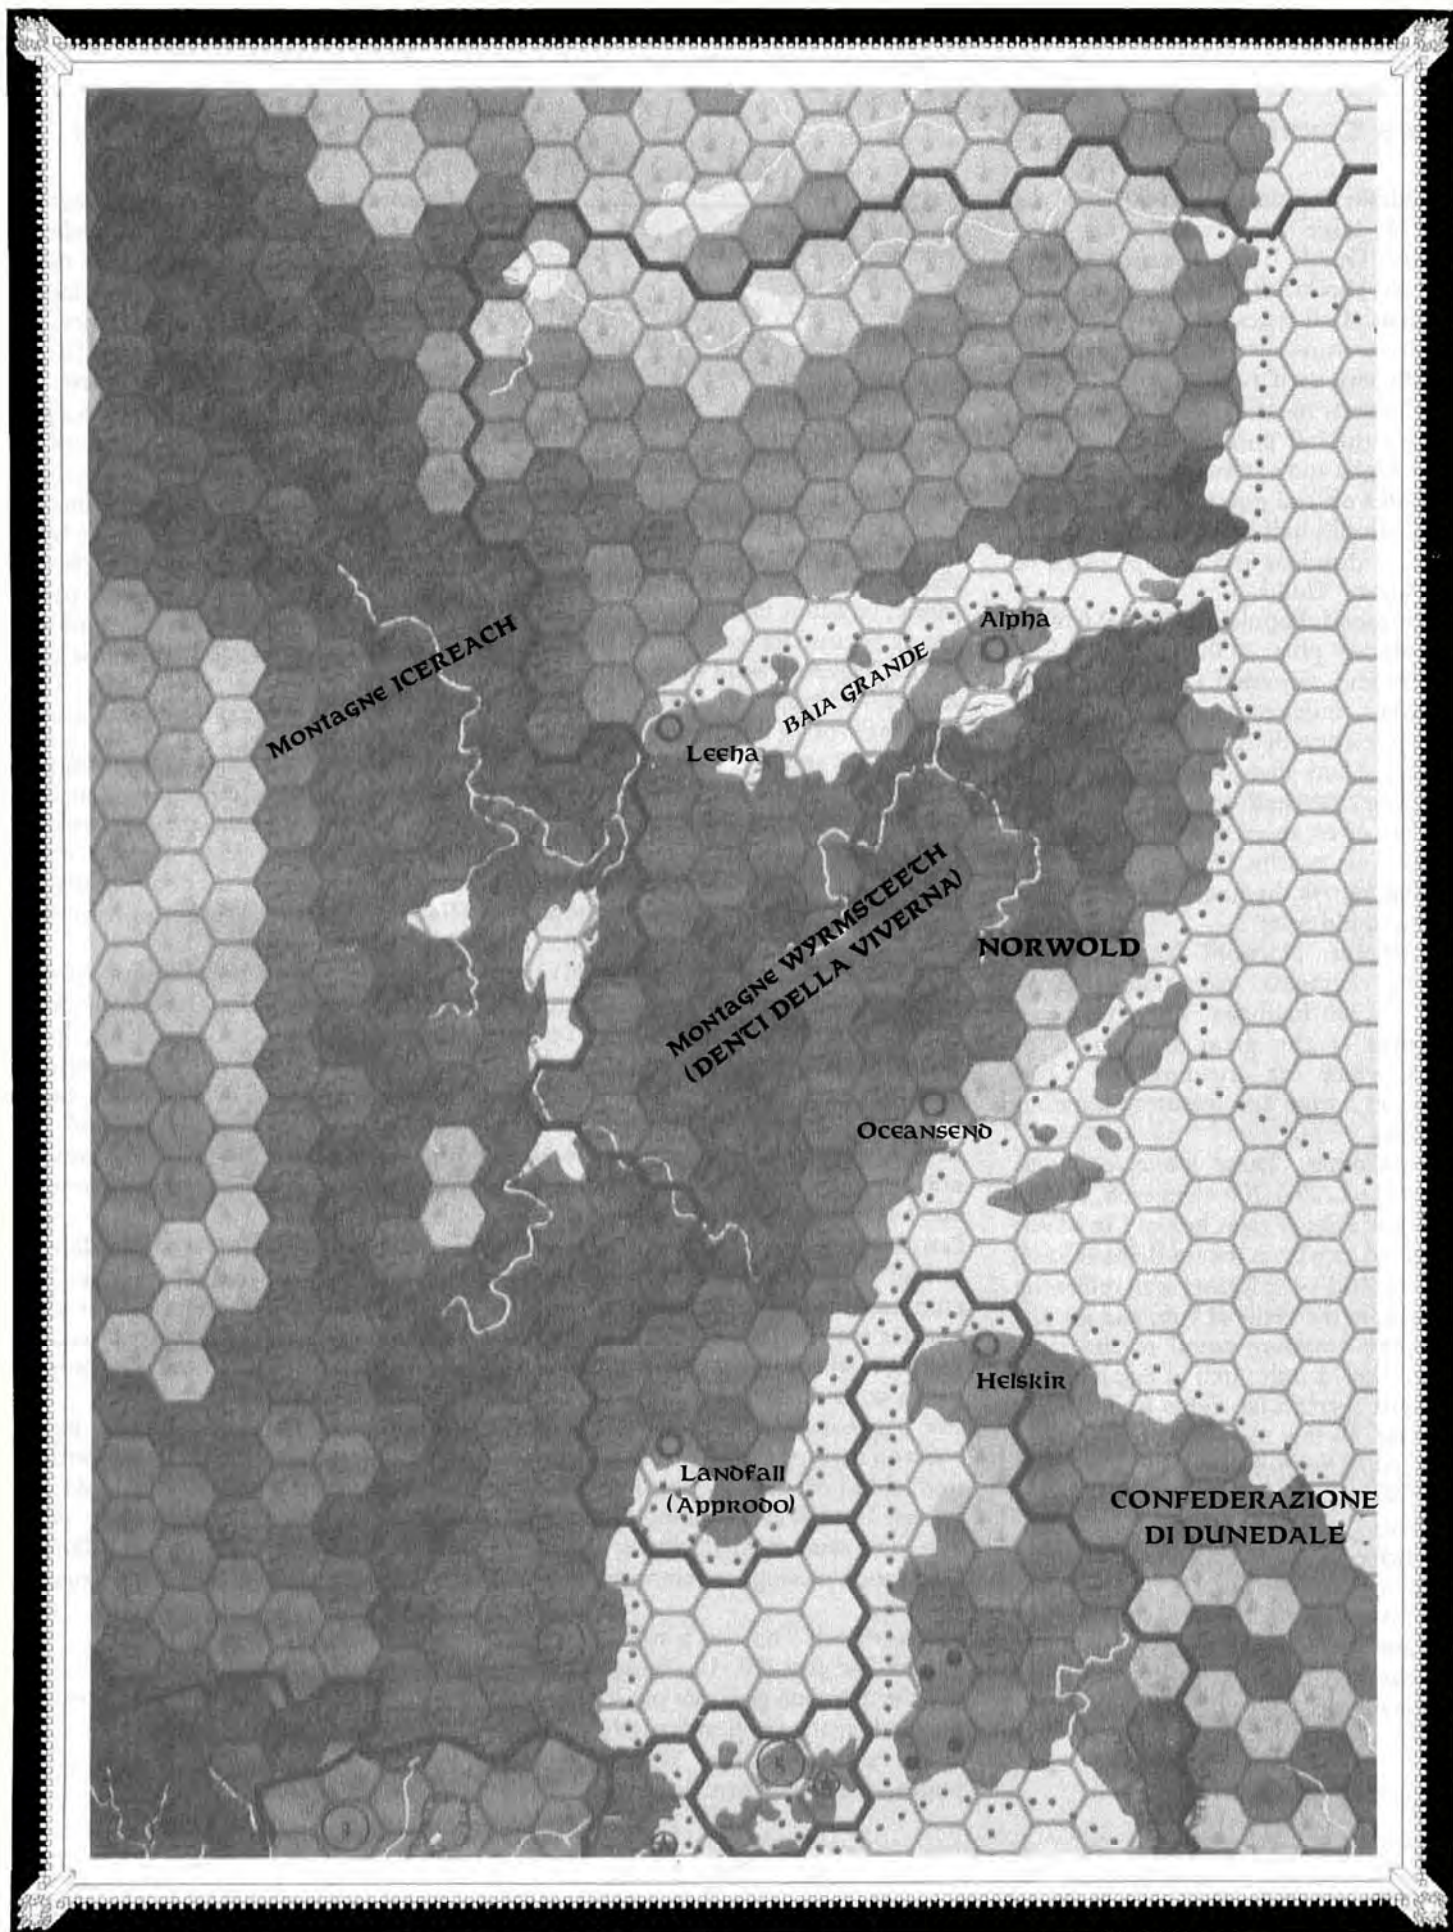 Alpha
Montagne ICEREACH
BAIA GRANDE
Leeha
Montagne WYRMSTEETH
(DENTI DELLA VIVERNA)
NORWOLD
Oceansend
Helskir
Landfall
(Approdo)
CONFEDERAZIONE
DI DUNEDALE